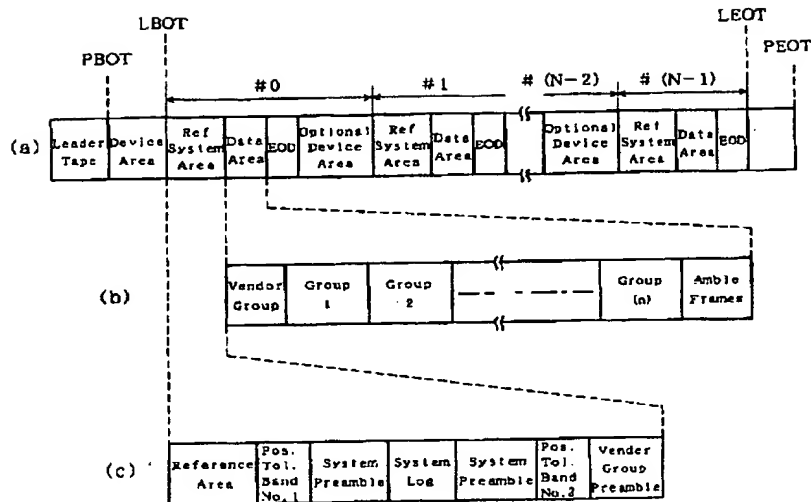 LBOT
LEOT
PBOT
PEOT
#0
#1
# (N-2)
# (N-1)
(a)
Leader
Tape
Device
Area
Ref
System
Area
Data
Area
EOD
Optional
Device
Area
Ref
System
Area
Data
Area
EOD
Optional
Device
Area
Ref
System
Area
Data
Area
EOD
(b)
Vender
Group
Group
1
Group
2
Group
(n)
Amble
Frames
(c)
Reference
Area
Pos.
Tol.
Band
No.1
System
Preamble
System
Log
System
Preamble
Pos.
Tol.
Band
No.2
Vender
Group
Preamble